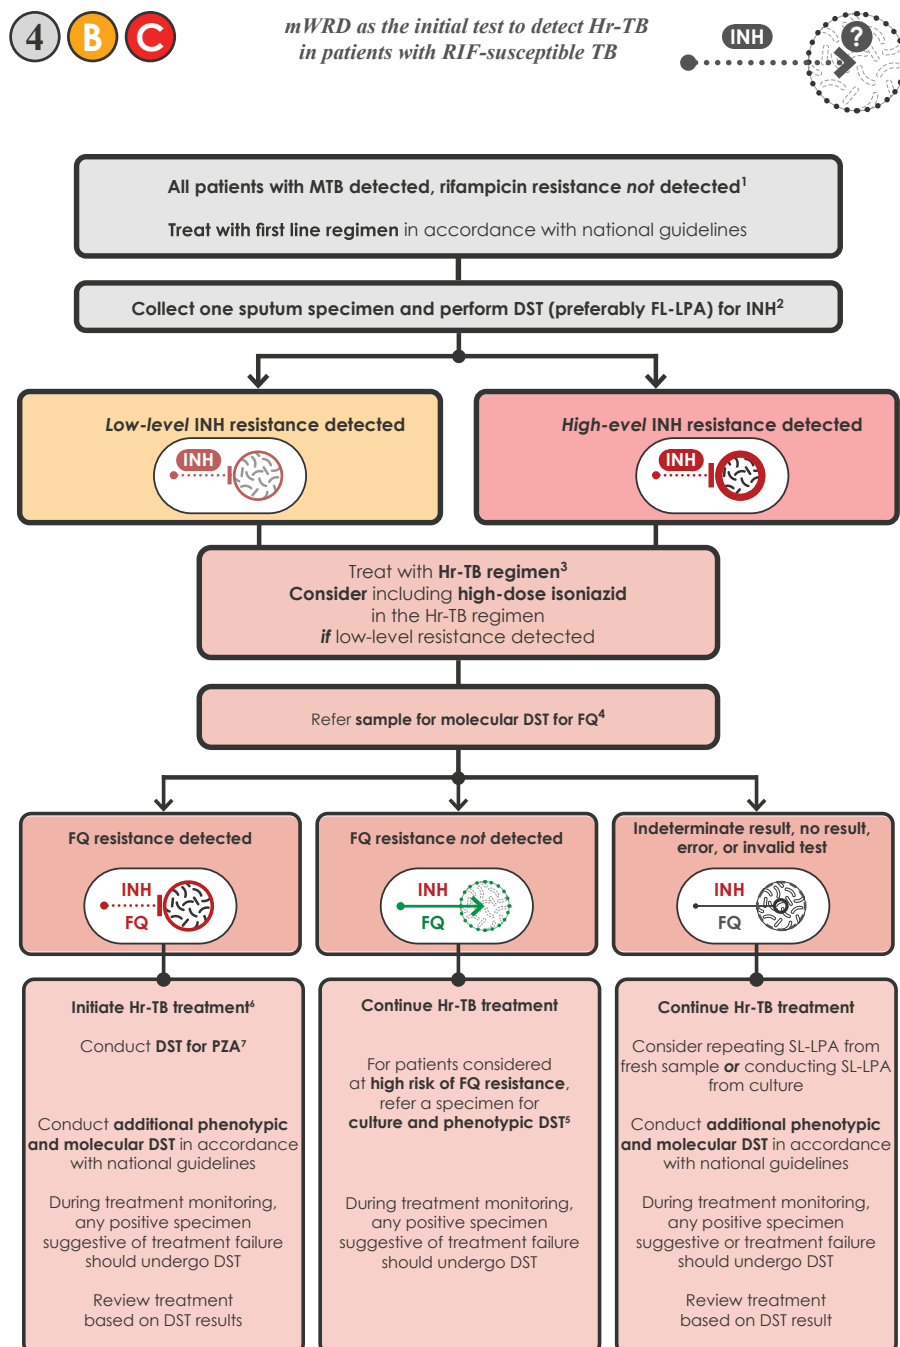 4 B C
mWRD as the initial test to detect Hr-TB
in patients with RIF-susceptible TB
INH
?
All patients with MTB detected, rifampicin resistance not detected1
Treat with first line regimen in accordance with national guidelines
Collect one sputum specimen and perform DST (preferably FL-LPA) for INH2
Low-level INH resistance detected
INH
High-evel INH resistance detected
INH
Treat with Hr-TB regimen3
Consider including high-dose isoniazid
in the Hr-TB regimen
if low-level resistance detected
Refer sample for molecular DST for FQ4
FQ resistance detected
INH
FQ
FQ resistance not detected
INH
FQ
Indeterminate result, no result,
error, or invalid test
INH
FQ
Initiate Hr-TB treatment6
Conduct DST for PZA7
Conduct additional phenotypic
and molecular DST in accordance
with national guidelines
During treatment monitoring,
any positive specimen
suggestive of treatment failure
should undergo DST
Review treatment
based on DST results
Continue Hr-TB treatment
For patients considered
at high risk of FQ resistance,
refer a specimen for
culture and phenotypic DST5
During treatment monitoring,
any positive specimen
suggestive of treatment failure
should undergo DST
Continue Hr-TB treatment
Consider repeating SL-LPA from
fresh sample or conducting SL-LPA
from culture
Conduct additional phenotypic
and molecular DST in accordance
with national guidelines
During treatment monitoring,
any positive specimen
suggestive or treatment failure
should undergo DST
Review treatment
based on DST result